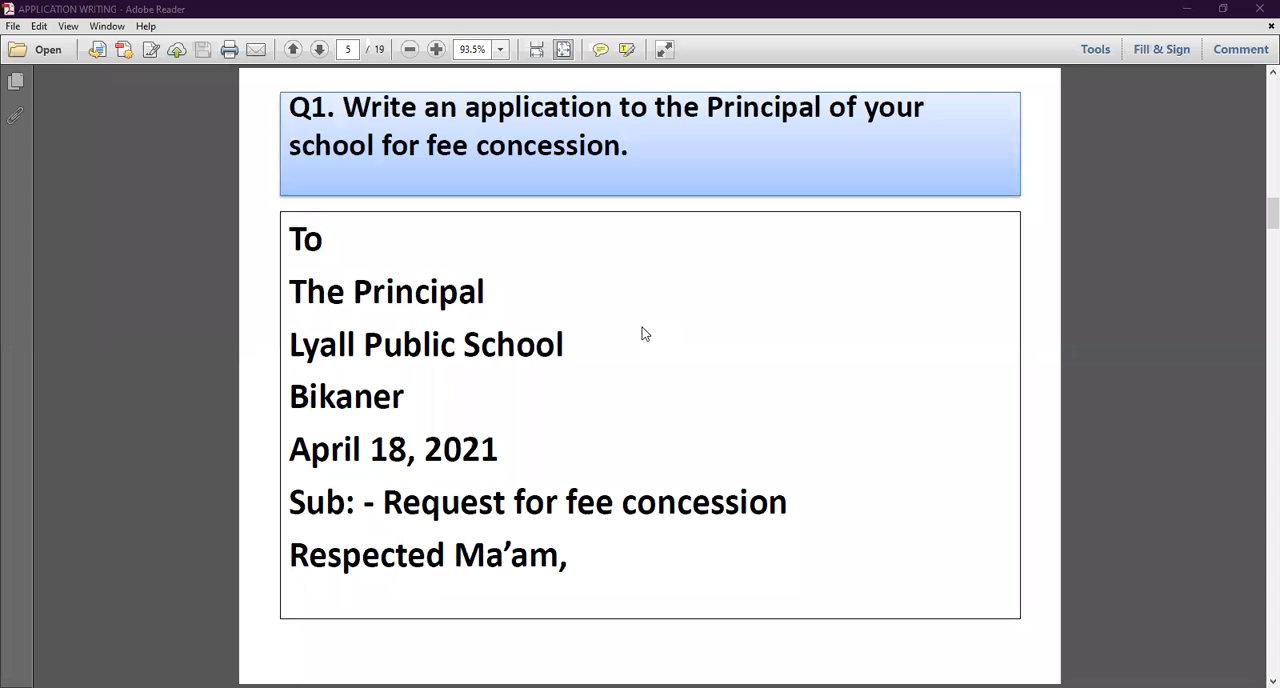 APPLICATION WRITING - Adobe Reader
File Edit View Window Help
Open 5 / 19 93.5% Tools Fill & Sign Comment
Q1. Write an application to the Principal of your
school for fee concession.
To
The Principal
Lyall Public School
Bikaner
April 18, 2021
Sub: - Request for fee concession
Respected Ma’am,